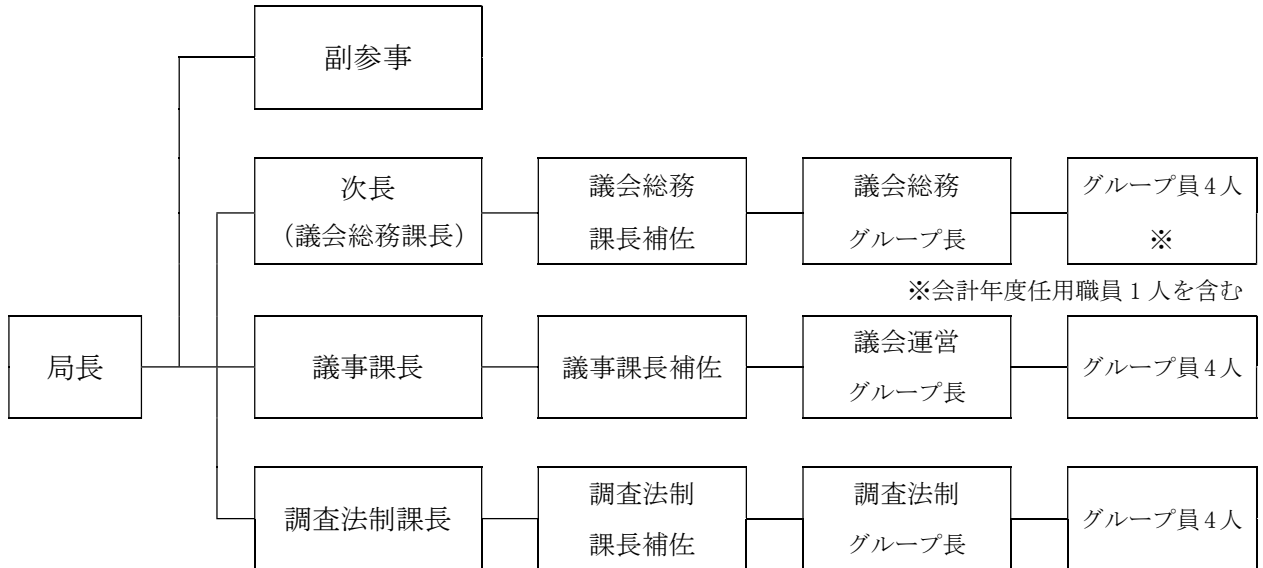 副参事
次長
(議会総務課長)
議会総務
課長補佐
議会総務
グループ長
グループ員4人
※
※会計年度任用職員1人を含む
局長
議事課長
議事課長補佐
議会運営
グループ長
グループ員4人
調査法制課長
調査法制
課長補佐
調査法制
グループ長
グループ員4人